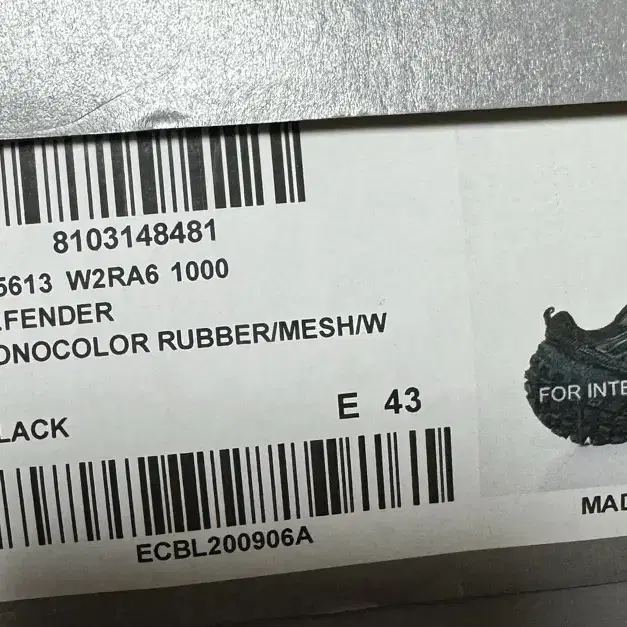 8103148481
5613 W2RA6 1000
FENDER
ONOCOLOR RUBBER/MESH/W
LACK
E 43
ECBL200906A
FOR INTE
MAD